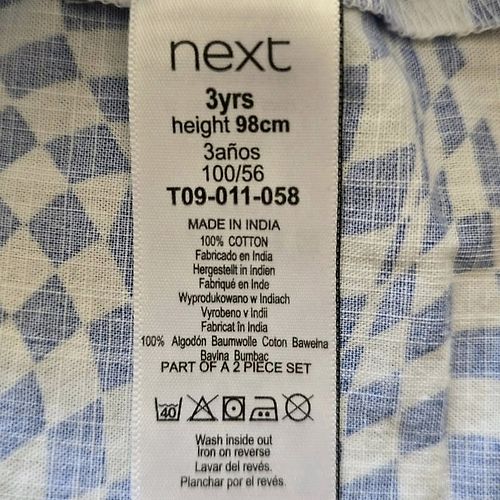 next
3yrs
height 98cm
3años
100/56
T09-011-058
MADE IN INDIA
100% COTTON
Fabricado en India
Hergestellt in Indien
Fabriqué en Inde
Wyprodukowano w Indiach
Vyrobeno v Indii
Fabricat în India
100% Algodón Baumwolle Coton Bawełna
Bavlna Bumbac
PART OF A 2 PIECE SET
40
Wash inside out
Iron on reverse
Lavar del revés.
Planchar por el revés.